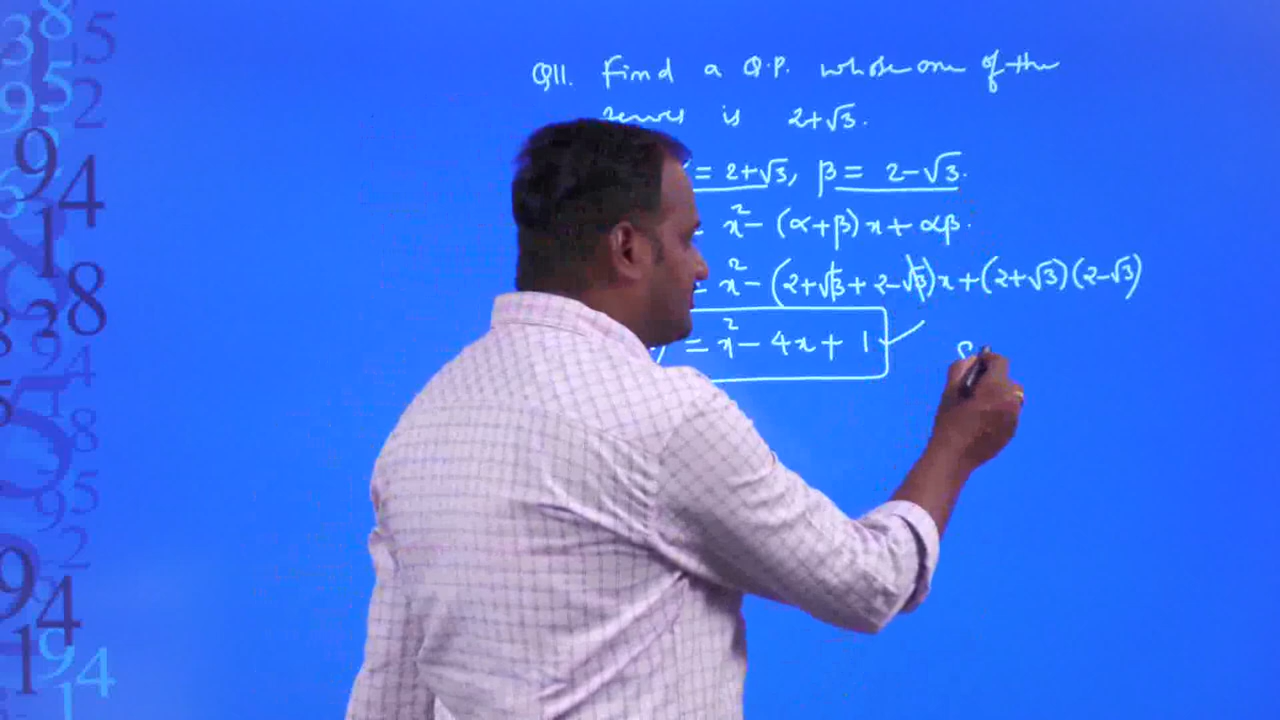 Q11. Find a Q.P. whose one of the
zeroes is 2+√3.
= 2+√3, β = 2-√3.
= x² - (α+β)x + αβ.
= x² - (2+√3 + 2-√3)x + (2+√3)(2-√3)
) = x² - 4x + 1